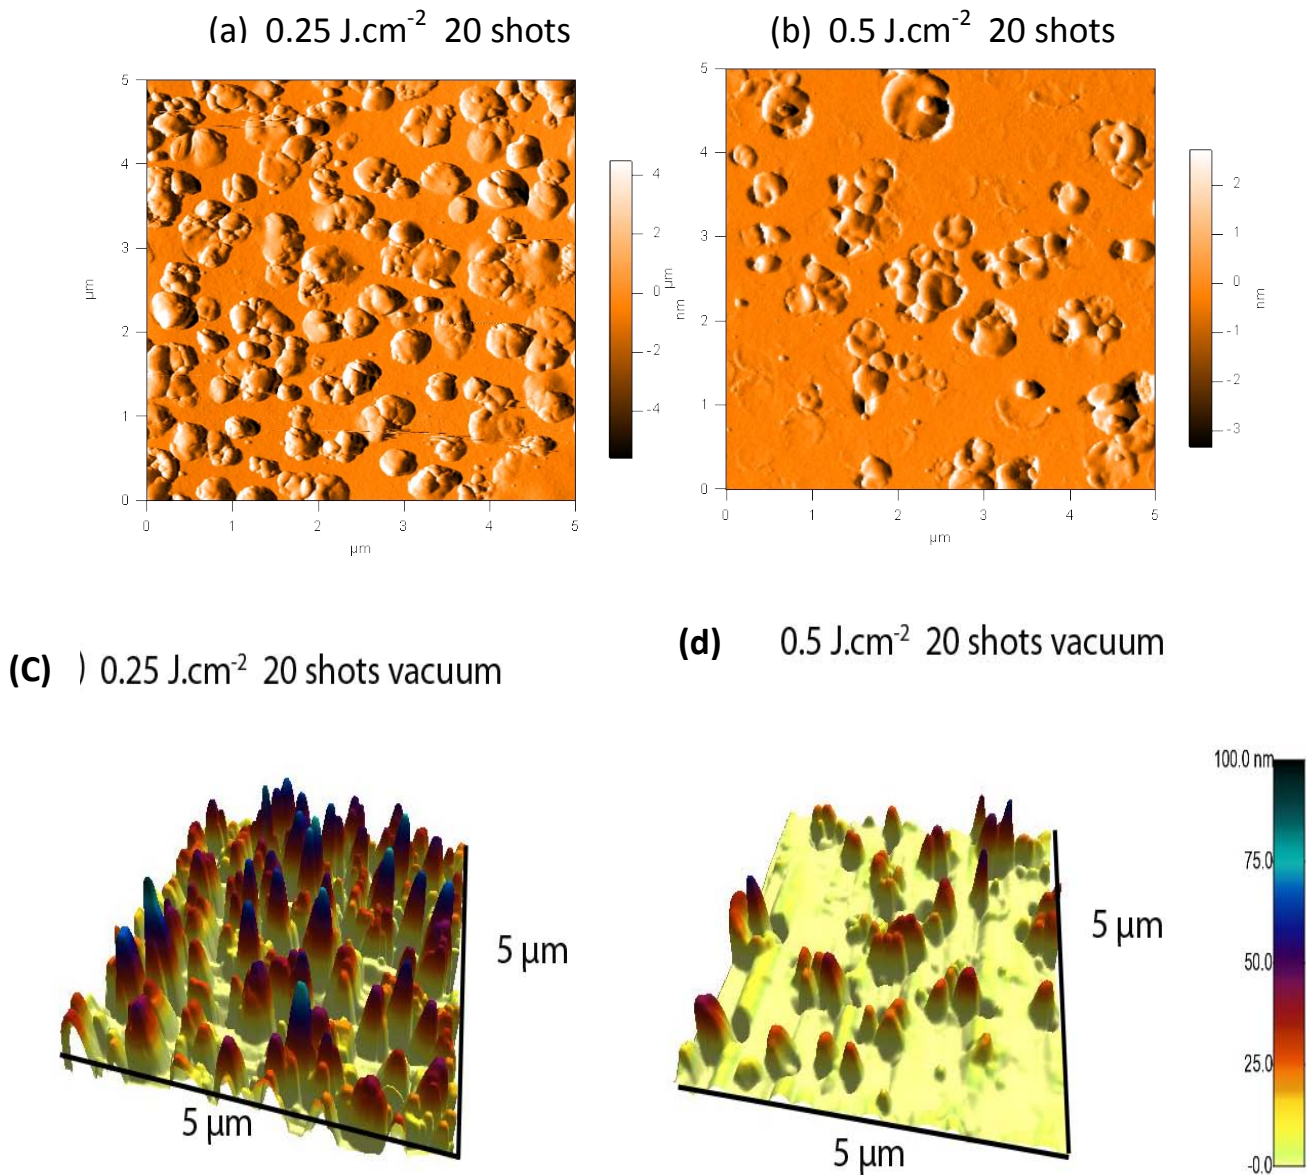 (a) 0.25 J.cm⁻² 20 shots
(b) 0.5 J.cm⁻² 20 shots
5
4
3
2
1
0
µm
0 1 2 3 4 5
µm
4
2
0
-2
-4
nm
5
4
3
2
1
0
µm
0 1 2 3 4 5
µm
2
1
0
-1
-2
-3
nm
(C) ) 0.25 J.cm⁻² 20 shots vacuum
(d) 0.5 J.cm⁻² 20 shots vacuum
5 µm
5 µm
5 µm
5 µm
100.0 nm
75.0
50.0
25.0
-0.0